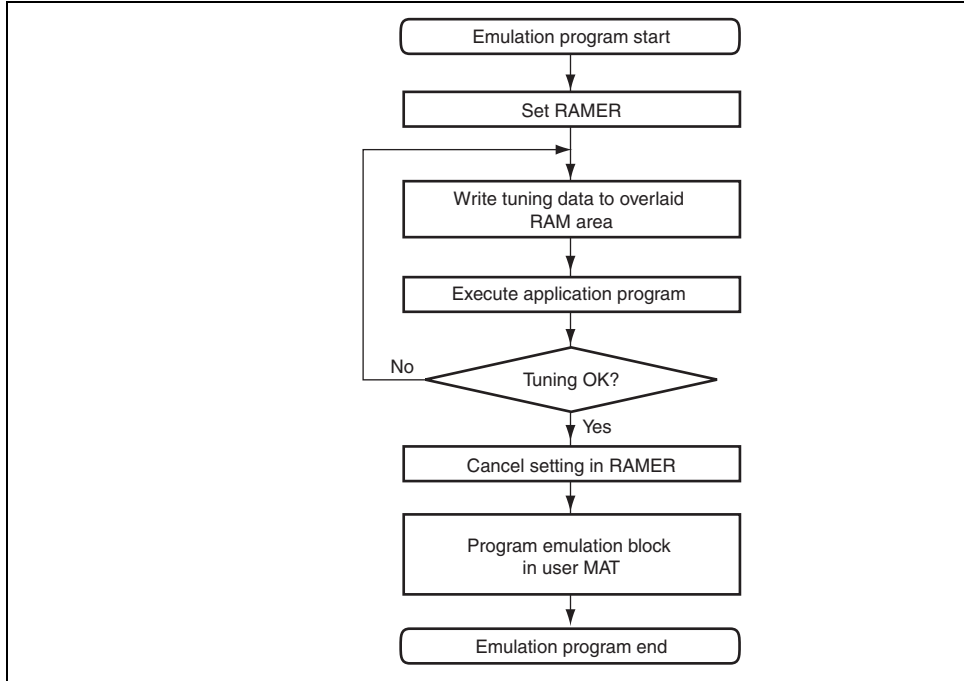 Emulation program start
Set RAMER
Write tuning data to overlaid
RAM area
Execute application program
No
Tuning OK?
Yes
Cancel setting in RAMER
Program emulation block
in user MAT
Emulation program end